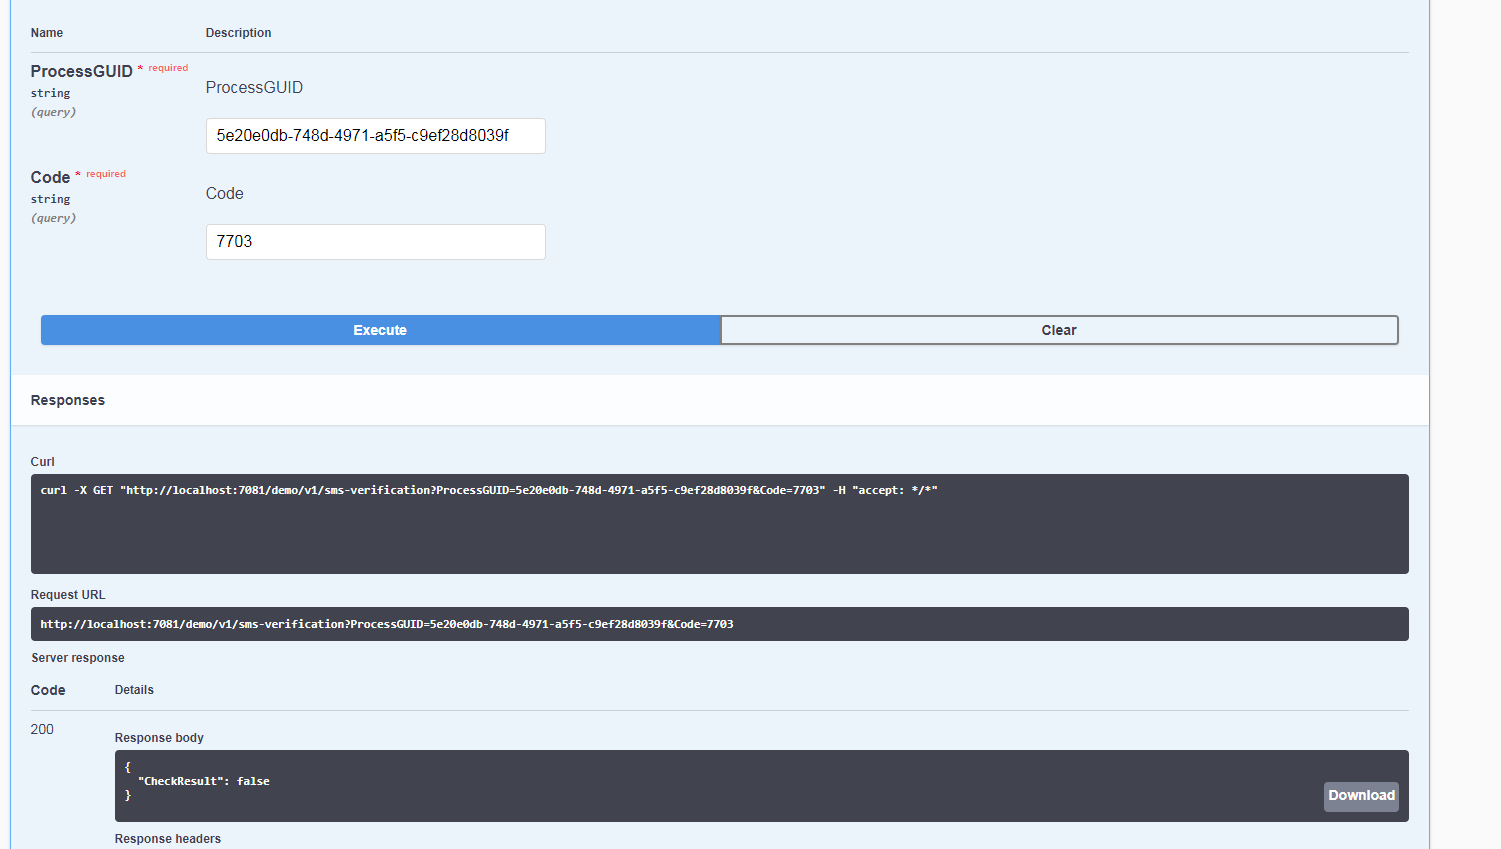 Name Description
ProcessGUID * required
string
(query)
ProcessGUID
5e20e0db-748d-4971-a5f5-c9ef28d8039f
Code * required
string
(query)
Code
7703
Execute Clear
Responses
Curl
curl -X GET "http://localhost:7081/demo/v1/sms-verification?ProcessGUID=5e20e0db-748d-4971-a5f5-c9ef28d8039f&Code=7703" -H "accept: */*"
Request URL
http://localhost:7081/demo/v1/sms-verification?ProcessGUID=5e20e0db-748d-4971-a5f5-c9ef28d8039f&Code=7703
Server response
Code Details
200
Response body
{
"CheckResult": false
}
Download
Response headers